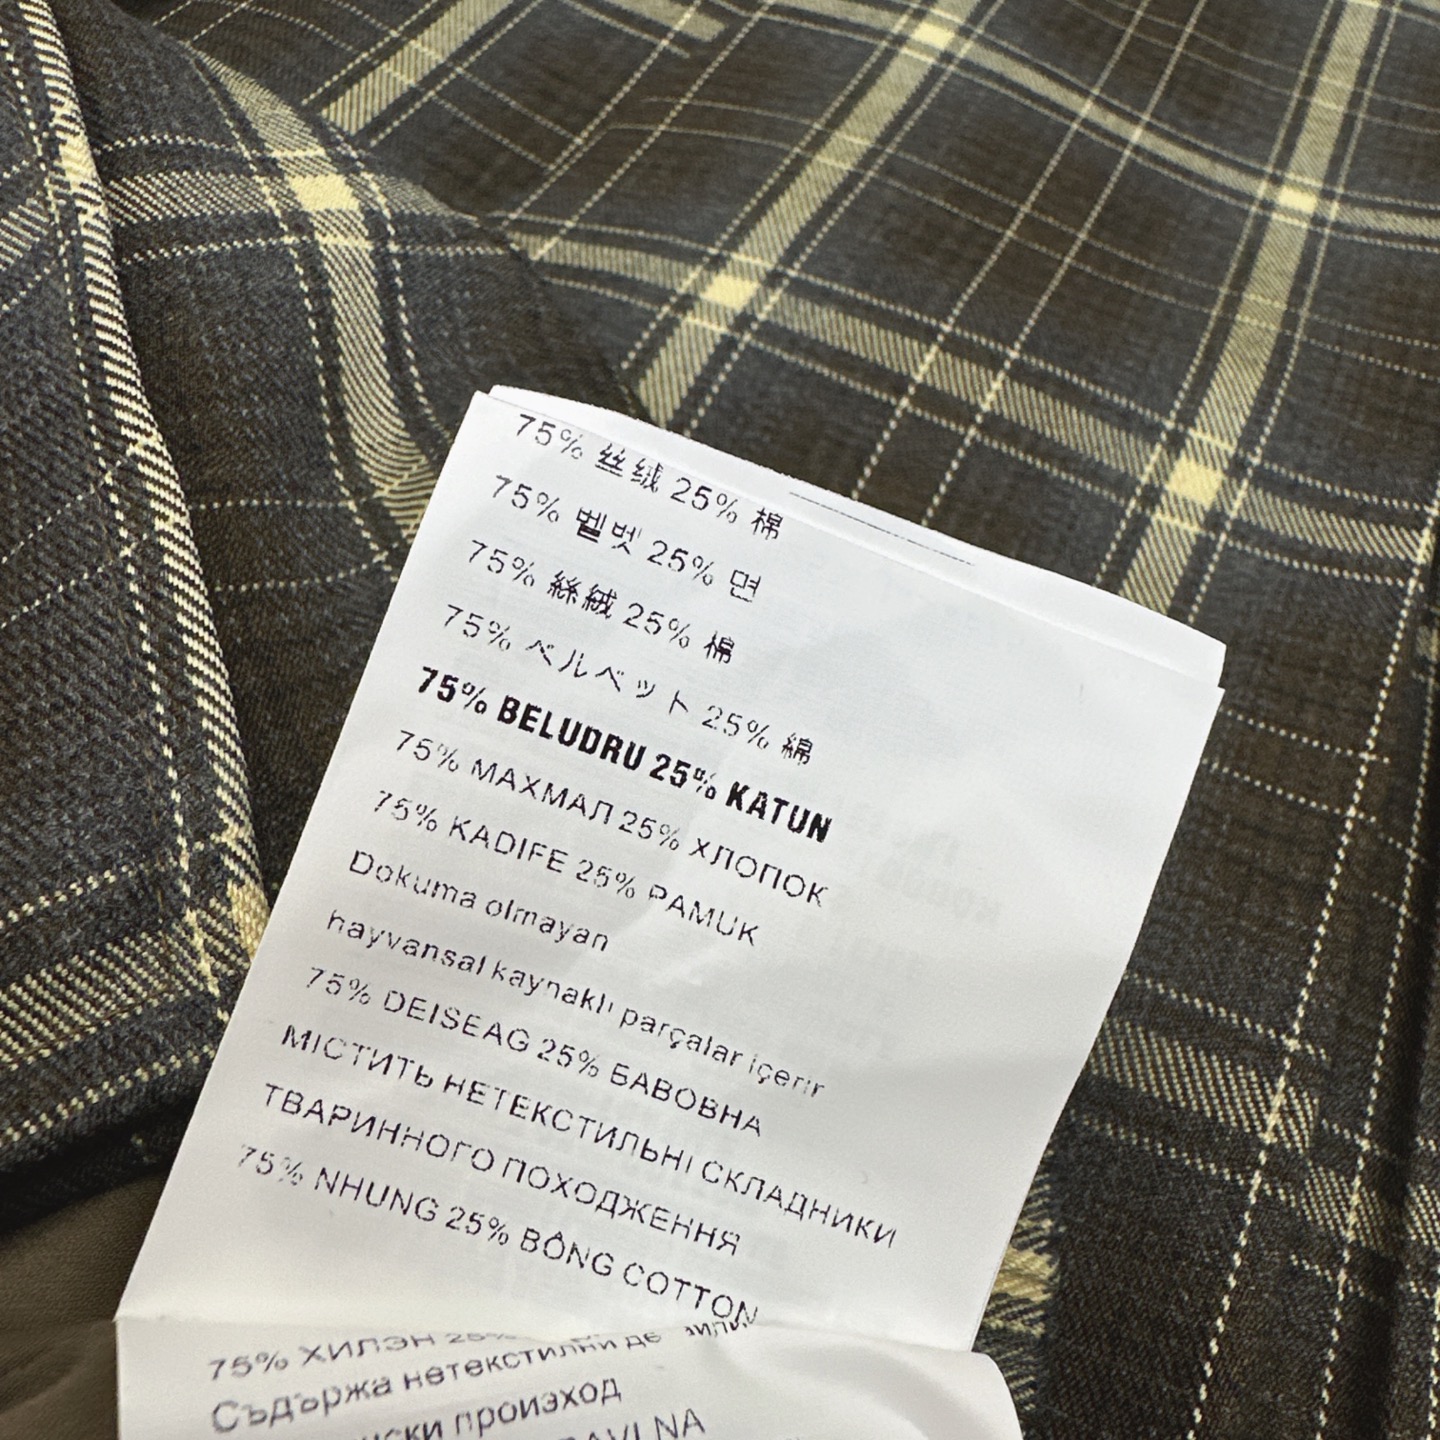 75% 丝绒 25% 棉
75% 벨벳 25% 면
75% 絲絨 25% 棉
75% ベルベット 25% 綿
75% BELUDRU 25% KATUN
75% МАХМАЛ 25% ХЛОПОК
75% KADIFE 25% PAMUK
Dokuma olmayan
hayvansal kaynaklı parçalar içerir
75% DEISEAG 25% БАВОВНА
МІСТИТЬ НЕТЕКСТИЛЬНІ СКЛАДНИКИ
ТВАРИННОГО ПОХОДЖЕННЯ
75% NHUNG 25% BÔNG COTTON
75% ХИЛЭН 25%
Съдържа нетекстилни
произход